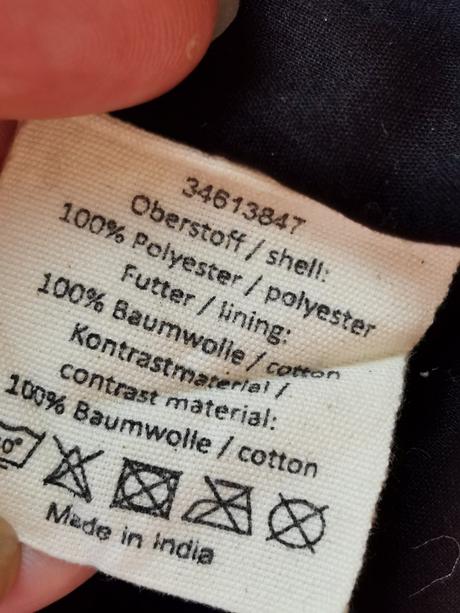 34613847
Oberstoff / shell:
100% Polyester / polyester
Futter / lining:
100% Baumwolle / cotton
Kontrastmaterial /
contrast material:
100% Baumwolle / cotton
Made in India